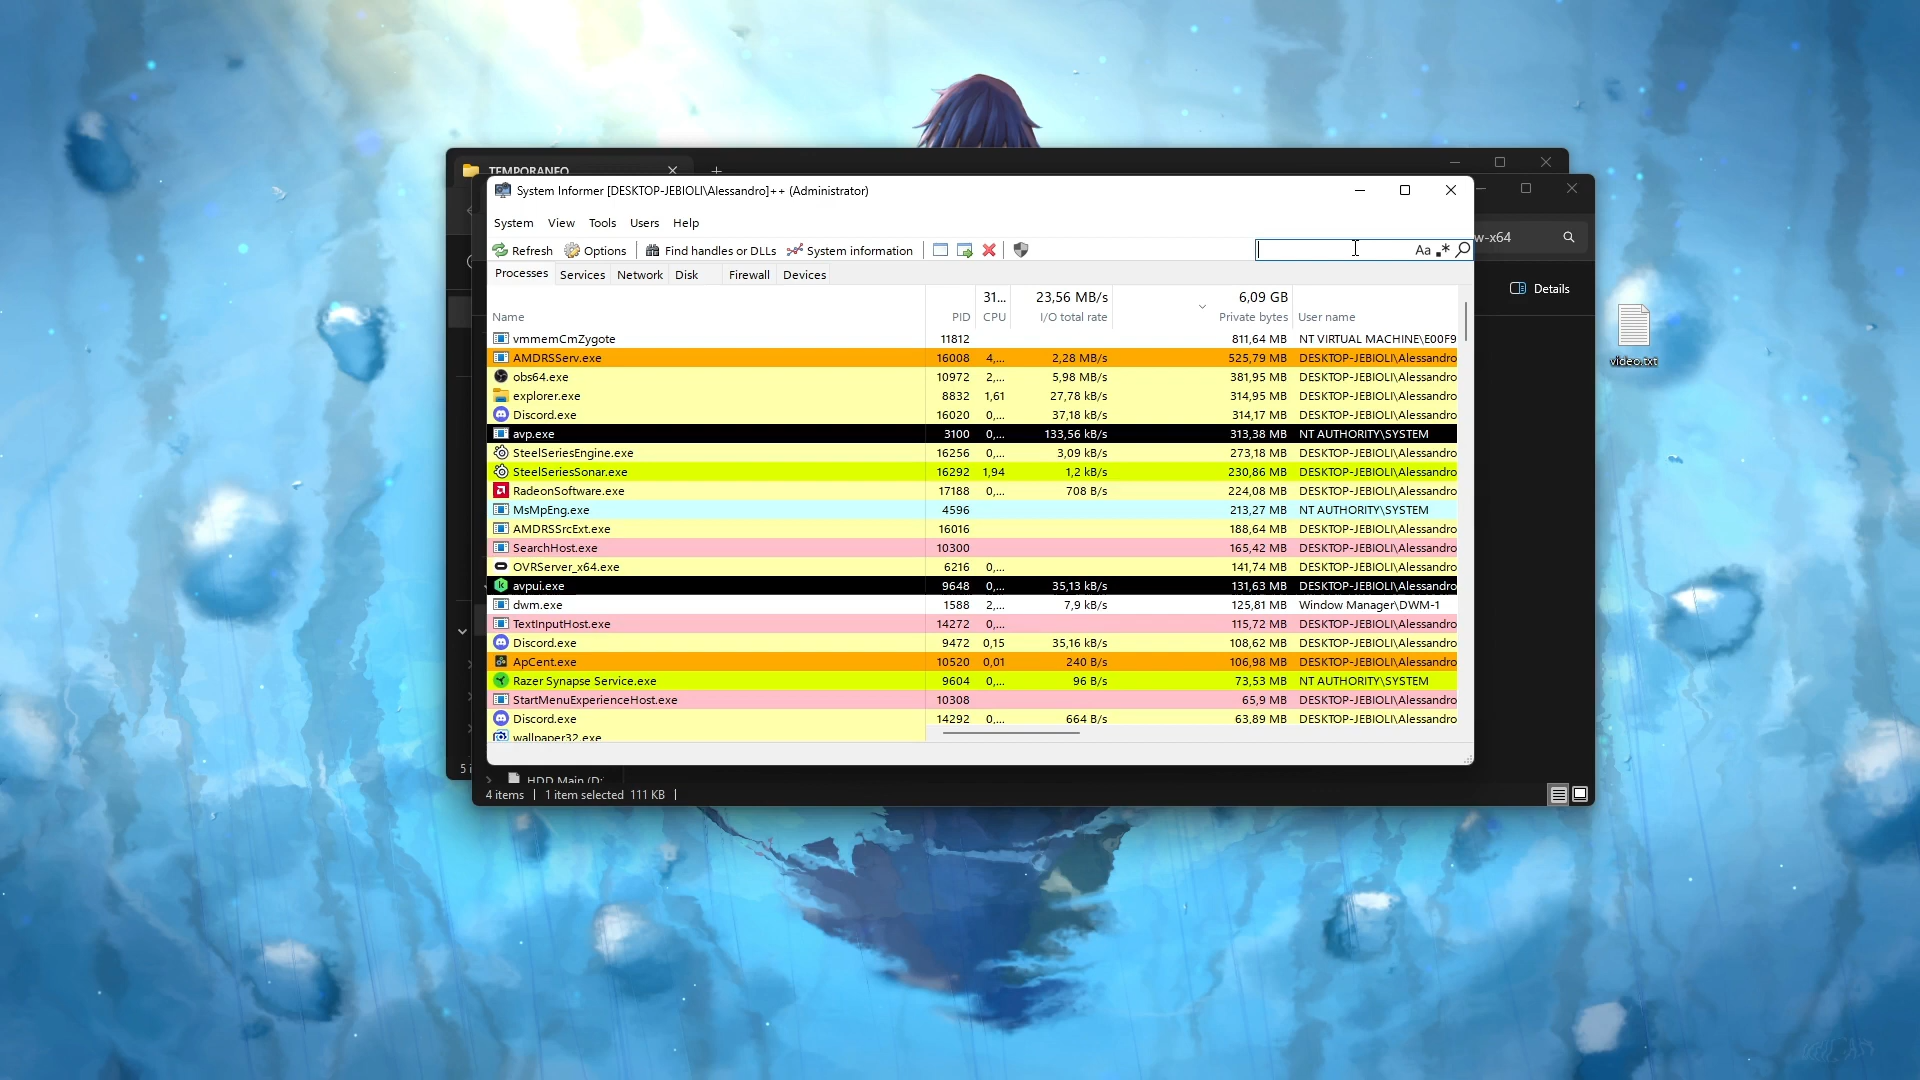 TEMPORANEO
System Informer [DESKTOP-JEBIOLI\Alessandro]++ (Administrator)
System View Tools Users Help
w-x64
Refresh Options Find handles or DLLs System information Aa .*
Processes Services Network Disk Firewall Devices
Details
31... 23,56 MB/s 6,09 GB
Name PID CPU I/O total rate Private bytes User name
vmmemCmZygote 11812 811,64 MB NT VIRTUAL MACHINE\E00F9
AMDRSServ.exe 16008 4,... 2,28 MB/s 525,79 MB DESKTOP-JEBIOLI\Alessandro
video.txt
obs64.exe 10972 2,... 5,98 MB/s 381,95 MB DESKTOP-JEBIOLI\Alessandro
explorer.exe 8832 1,61 27,78 kB/s 314,95 MB DESKTOP-JEBIOLI\Alessandro
Discord.exe 16020 0,... 37,18 kB/s 314,17 MB DESKTOP-JEBIOLI\Alessandro
avp.exe 3100 0,... 133,56 kB/s 313,38 MB NT AUTHORITY\SYSTEM
SteelSeriesEngine.exe 16256 0,... 3,09 kB/s 273,18 MB DESKTOP-JEBIOLI\Alessandro
SteelSeriesSonar.exe 16292 1,94 1,2 kB/s 230,86 MB DESKTOP-JEBIOLI\Alessandro
RadeonSoftware.exe 17188 0,... 708 B/s 224,08 MB DESKTOP-JEBIOLI\Alessandro
MsMpEng.exe 4596 213,27 MB NT AUTHORITY\SYSTEM
AMDRSSrcExt.exe 16016 188,64 MB DESKTOP-JEBIOLI\Alessandro
SearchHost.exe 10300 165,42 MB DESKTOP-JEBIOLI\Alessandro
OVRServer_x64.exe 6216 0,... 141,74 MB DESKTOP-JEBIOLI\Alessandro
avpui.exe 9648 0,... 35,13 kB/s 131,63 MB DESKTOP-JEBIOLI\Alessandro
dwm.exe 1588 2,... 7,9 kB/s 125,81 MB Window Manager\DWM-1
TextInputHost.exe 14272 0,... 115,72 MB DESKTOP-JEBIOLI\Alessandro
Discord.exe 9472 0,15 35,16 kB/s 108,62 MB DESKTOP-JEBIOLI\Alessandro
ApCent.exe 10520 0,01 240 B/s 106,98 MB DESKTOP-JEBIOLI\Alessandro
Razer Synapse Service.exe 9604 0,... 96 B/s 73,53 MB NT AUTHORITY\SYSTEM
StartMenuExperienceHost.exe 10308 65,9 MB DESKTOP-JEBIOLI\Alessandro
Discord.exe 14292 0,... 664 B/s 63,89 MB DESKTOP-JEBIOLI\Alessandro
wallpaper32.exe
5 i
HDD Main (D:
4 items 1 item selected 111 KB